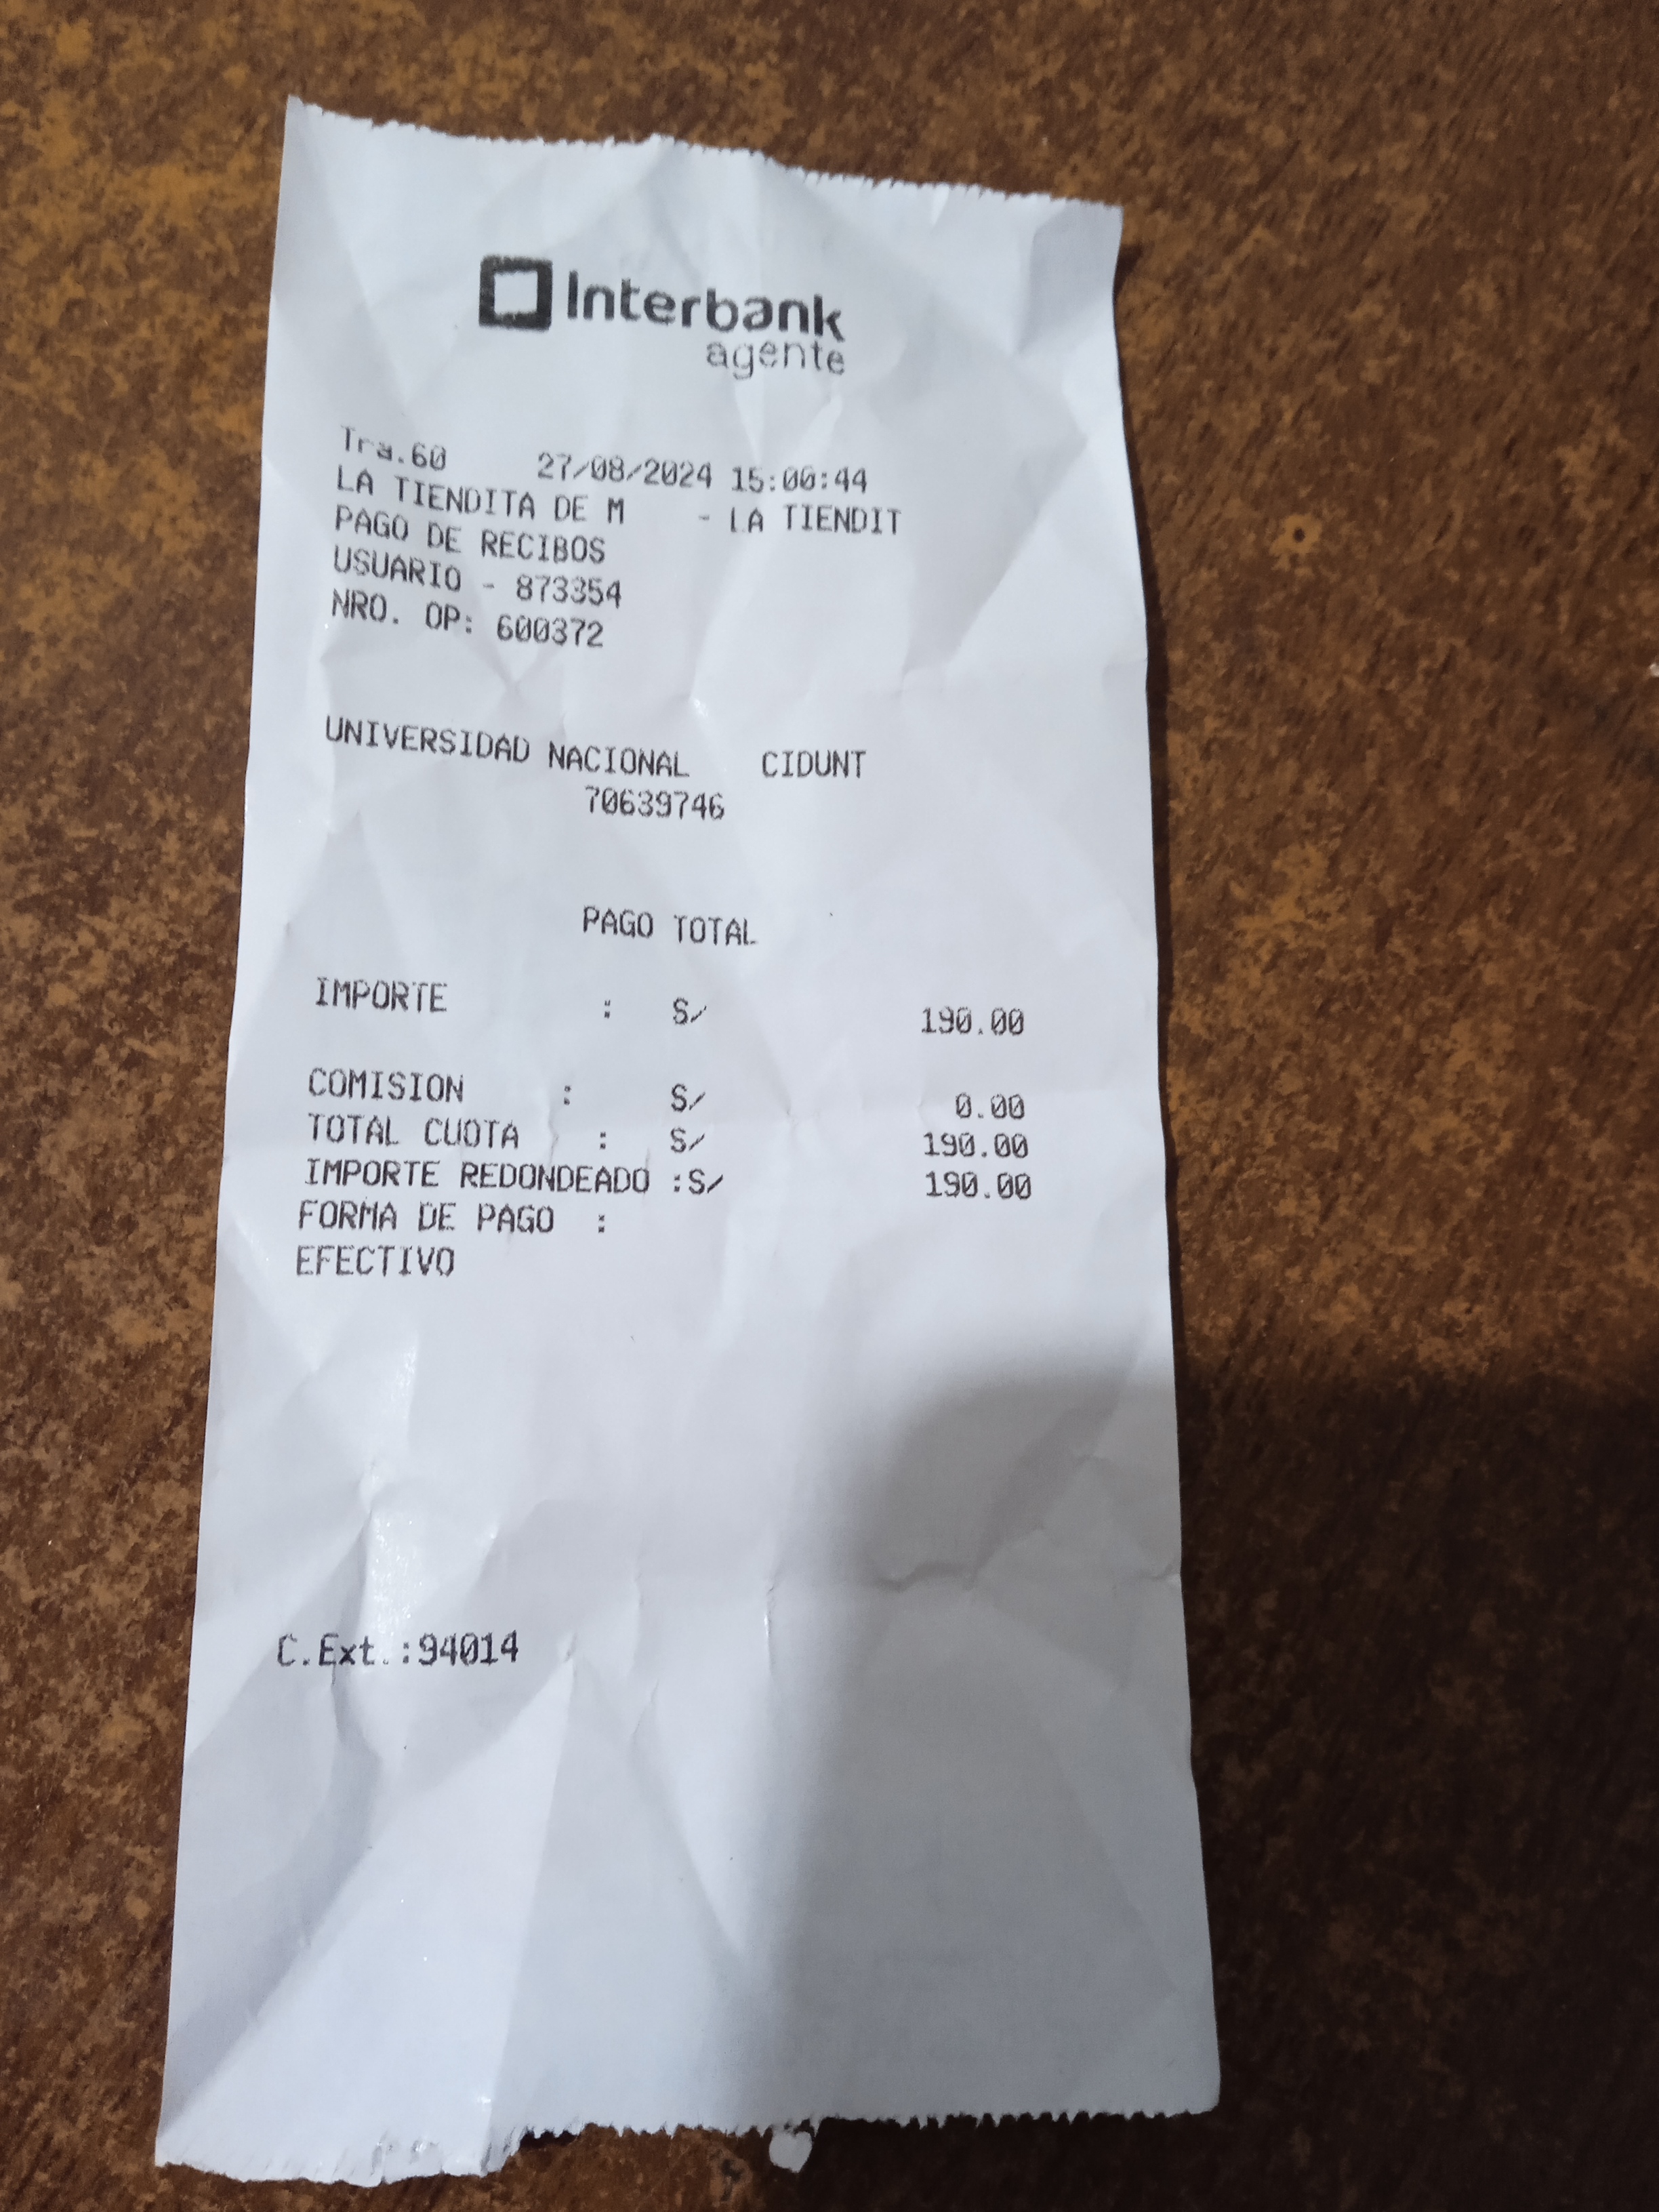 Interbank
agente
Tra.60 27/08/2024 15:00:44
LA TIENDITA DE M - LA TIENDIT
PAGO DE RECIBOS
USUARIO - 873354
NRO. OP: 600372
UNIVERSIDAD NACIONAL CIDUNT
70639746
PAGO TOTAL
IMPORTE : S/ 190.00
COMISION : S/ 0.00
TOTAL CUOTA : S/ 190.00
IMPORTE REDONDEADO :S/ 190.00
FORMA DE PAGO :
EFECTIVO
C.Ext.:94014